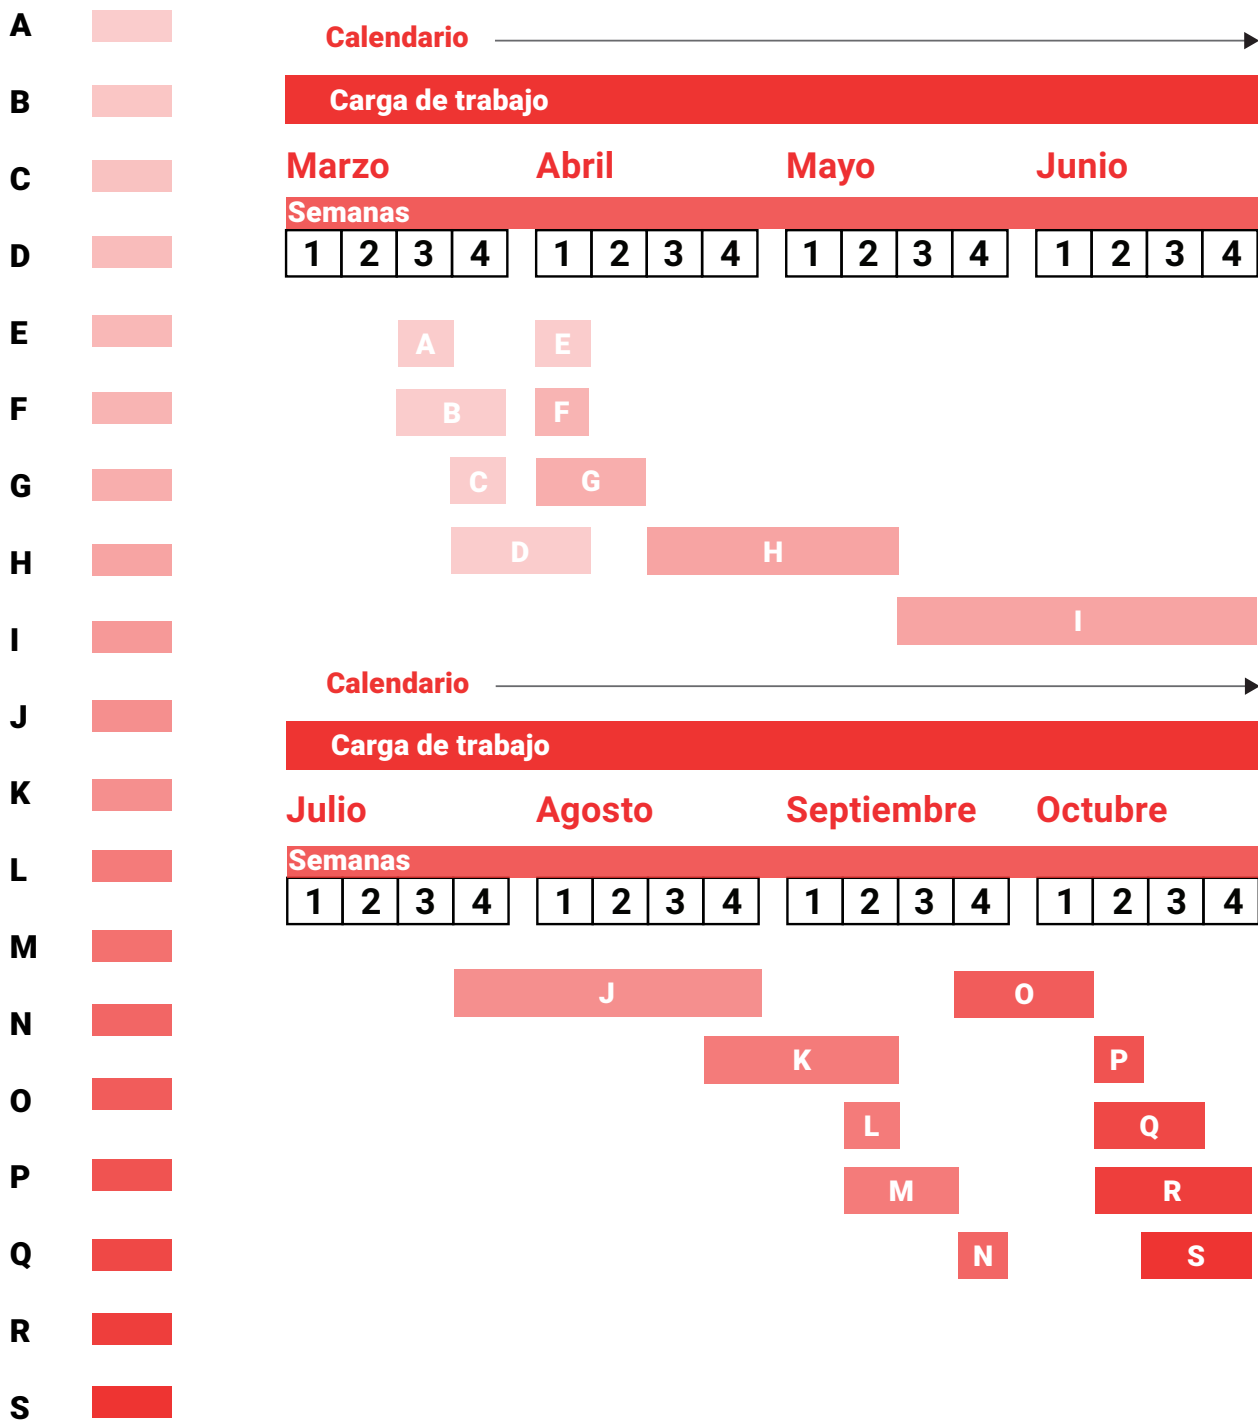 A
B
C
D
E
F
G
H
I
J
K
L
M
N
O
P
Q
R
S
Calendario
Carga de trabajo
Marzo Abril Mayo Junio
Semanas
1 2 3 4 1 2 3 4 1 2 3 4 1 2 3 4
A E
B F
C G
D H
I
Calendario
Carga de trabajo
Julio Agosto Septiembre Octubre
Semanas
1 2 3 4 1 2 3 4 1 2 3 4 1 2 3 4
J O
K P
L Q
M R
N S